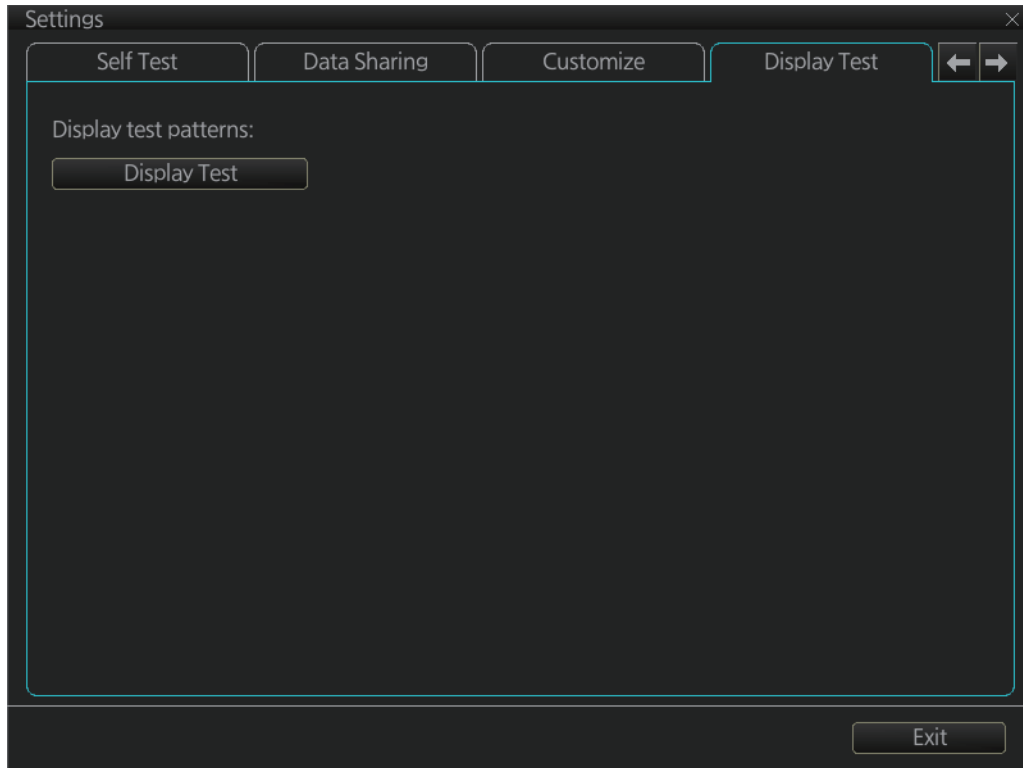 Settings
Self Test
Data Sharing
Customize
Display Test
Display test patterns:
Display Test
Exit